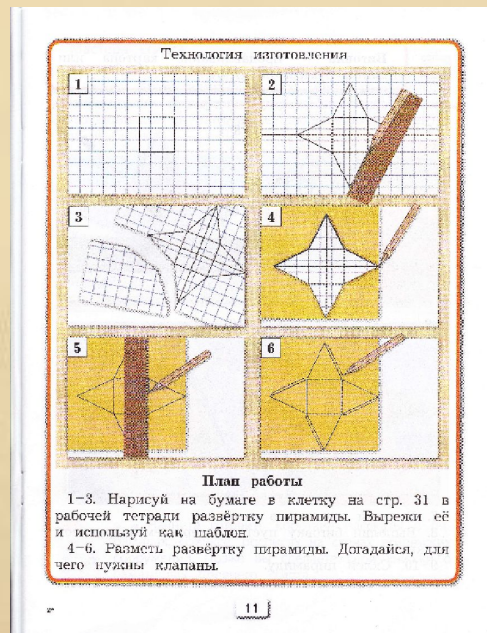 Технология изготовления
1
2
3
4
5
6
План работы
1–3. Нарисуй на бумаге в клетку на стр. 31 в
рабочей тетради развёртку пирамиды. Вырежи её
и используй как шаблон.
4–6. Разметь развёртку пирамиды. Догадайся, для
чего нужны клапаны.
11